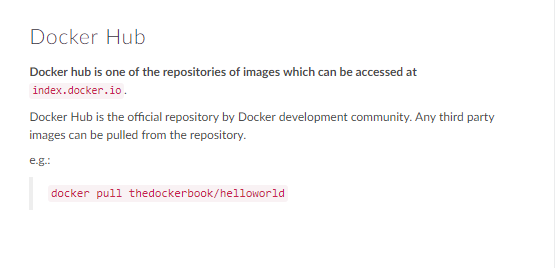 Docker Hub
Docker hub is one of the repositories of images which can be accessed at
index.docker.io.
Docker Hub is the official repository by Docker development community. Any third party
images can be pulled from the repository.
e.g.:
docker pull thedockerbook/helloworld